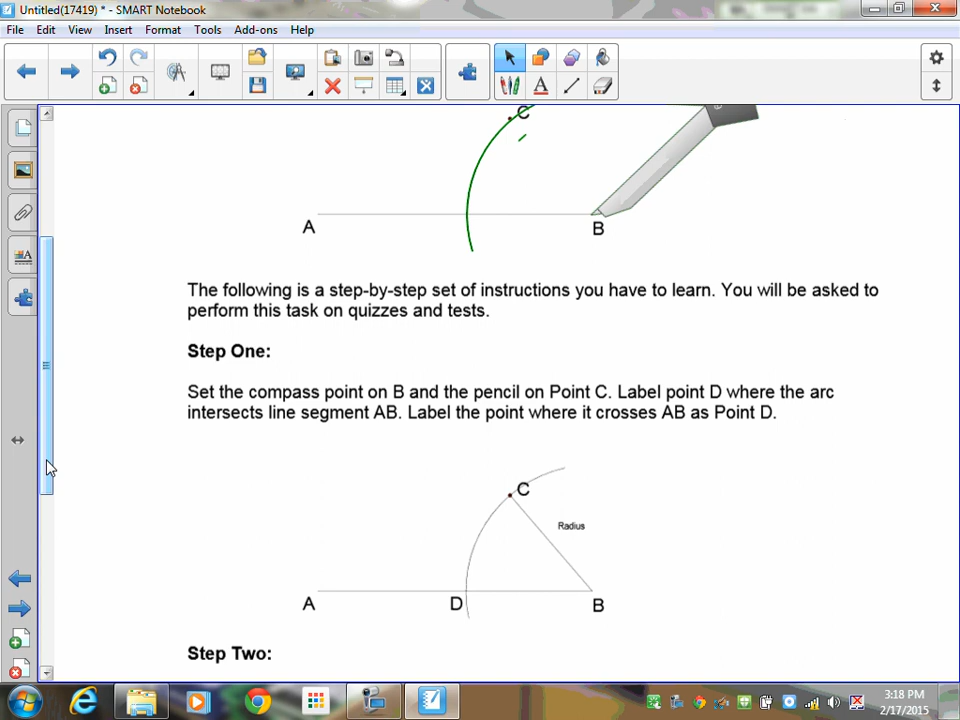 Untitled(17419) * - SMART Notebook
File Edit View Insert Format Tools Add-ons Help
C
A
B
The following is a step-by-step set of instructions you have to learn. You will be asked to
perform this task on quizzes and tests.
Step One:
Set the compass point on B and the pencil on Point C. Label point D where the arc
intersects line segment AB. Label the point where it crosses AB as Point D.
C
Radius
A
D
B
Step Two:
3:18 PM
2/17/2015